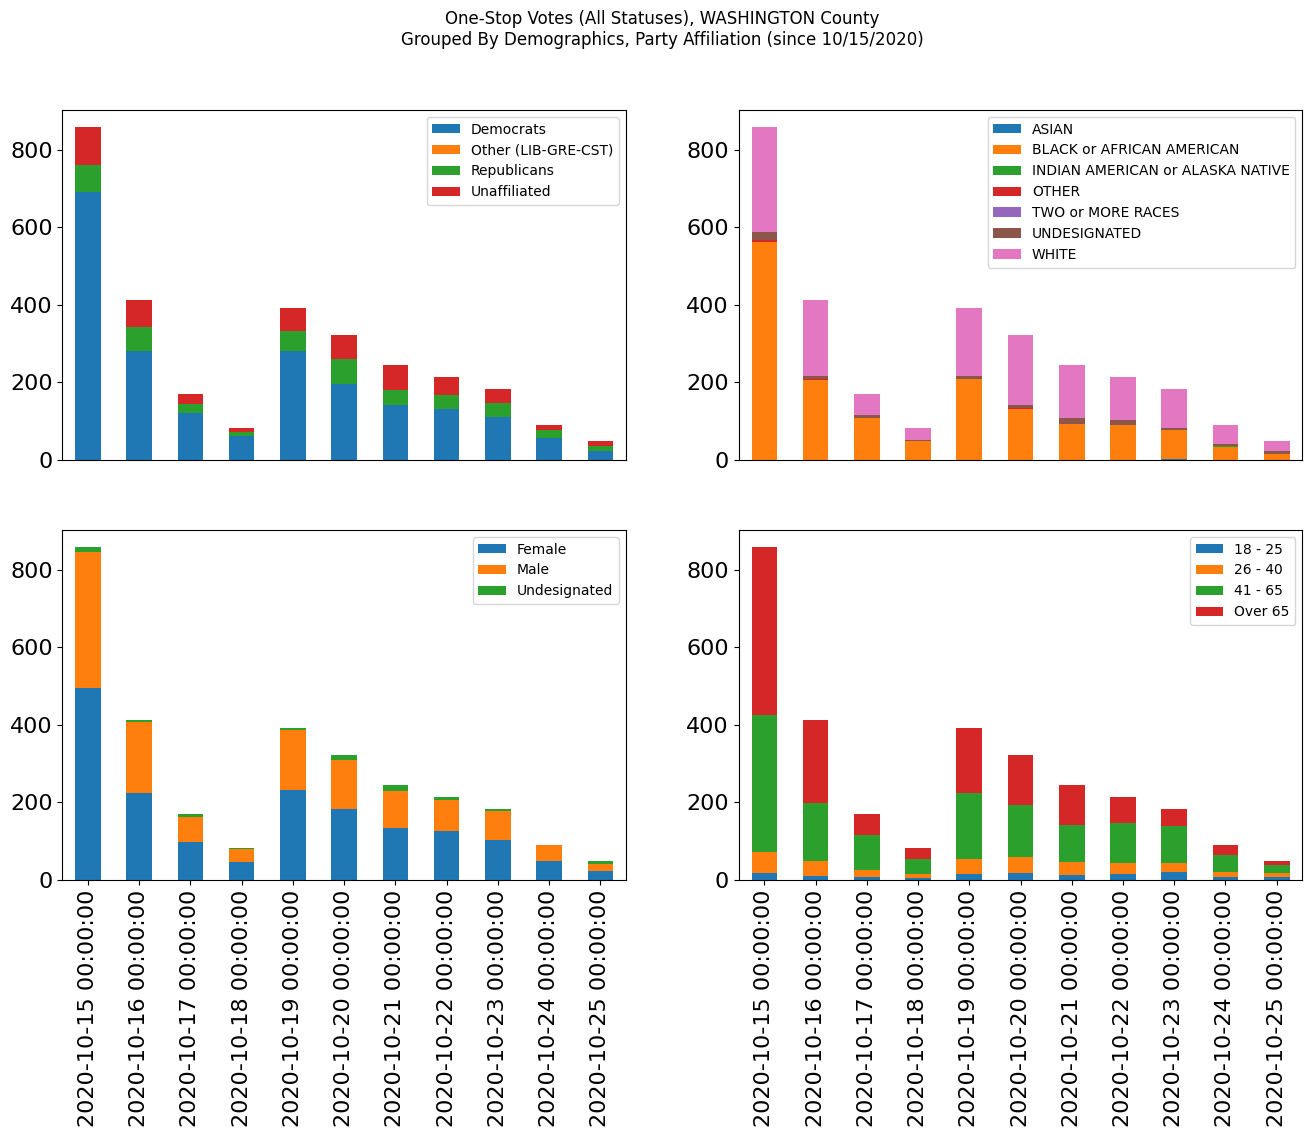 One-Stop Votes (All Statuses), WASHINGTON County
Grouped By Demographics, Party Affiliation (since 10/15/2020)
800
600
400
200
0
Democrats
Other (LIB-GRE-CST)
Republicans
Unaffiliated
800
600
400
200
0
ASIAN
BLACK or AFRICAN AMERICAN
INDIAN AMERICAN or ALASKA NATIVE
OTHER
TWO or MORE RACES
UNDESIGNATED
WHITE
800
600
400
200
0
Female
Male
Undesignated
2020-10-15 00:00:00
2020-10-16 00:00:00
2020-10-17 00:00:00
2020-10-18 00:00:00
2020-10-19 00:00:00
2020-10-20 00:00:00
2020-10-21 00:00:00
2020-10-22 00:00:00
2020-10-23 00:00:00
2020-10-24 00:00:00
2020-10-25 00:00:00
800
600
400
200
0
18 - 25
26 - 40
41 - 65
Over 65
2020-10-15 00:00:00
2020-10-16 00:00:00
2020-10-17 00:00:00
2020-10-18 00:00:00
2020-10-19 00:00:00
2020-10-20 00:00:00
2020-10-21 00:00:00
2020-10-22 00:00:00
2020-10-23 00:00:00
2020-10-24 00:00:00
2020-10-25 00:00:00